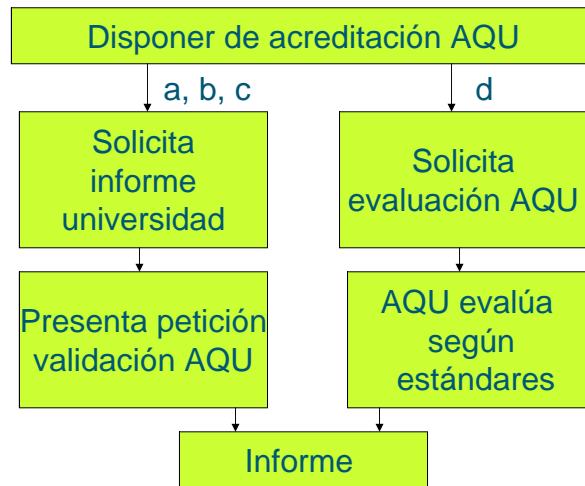 Disponer de acreditación AQU
a, b, c
d
Solicita
informe
universidad
Solicita
evaluación AQU
Presenta petición
validación AQU
AQU evalúa
según
estándares
Informe